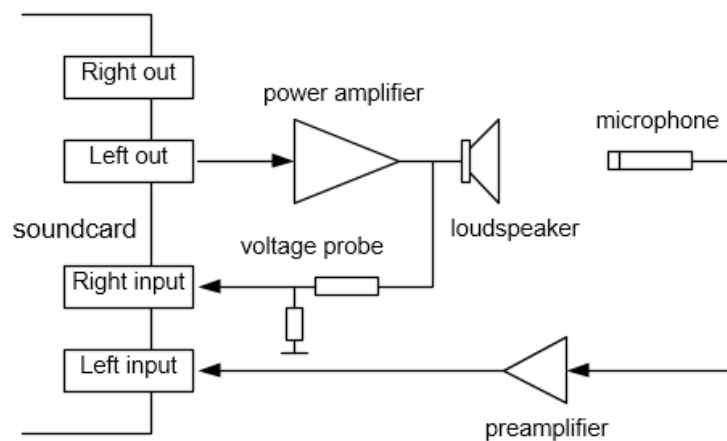 Right out
power amplifier
microphone
Left out
soundcard
loudspeaker
voltage probe
Right input
Left input
preamplifier